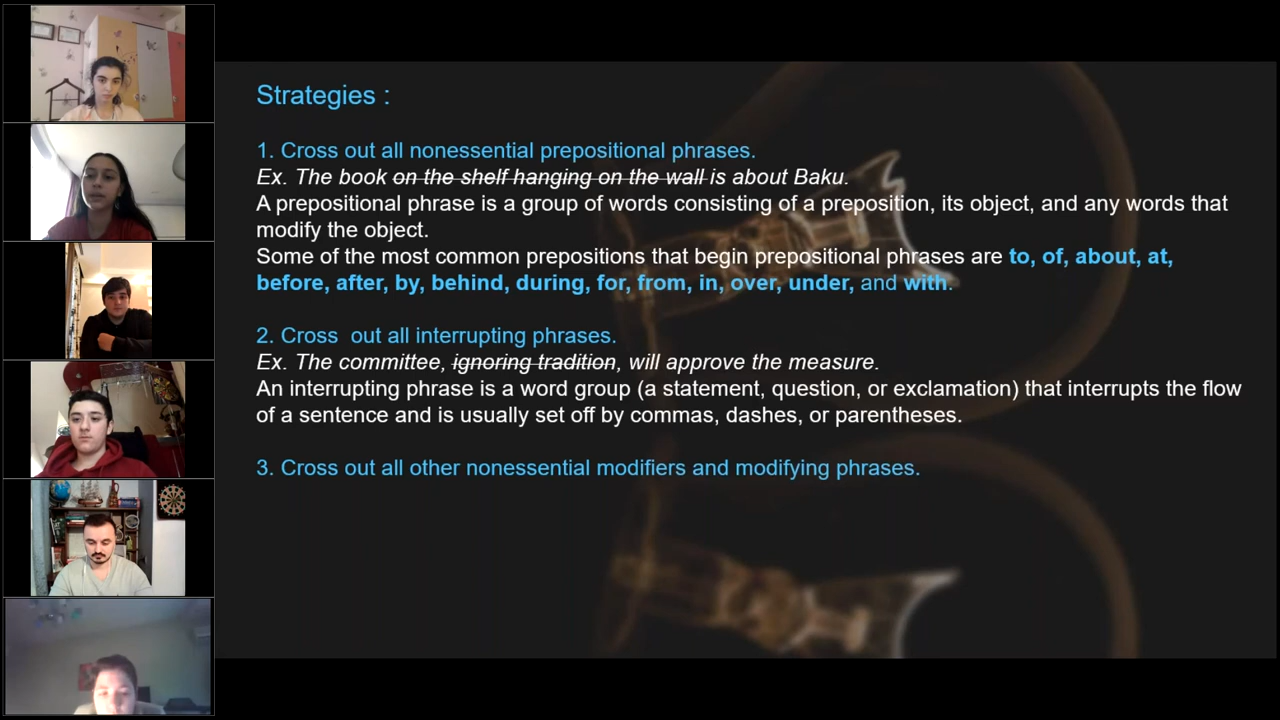 Strategies :
1. Cross out all nonessential prepositional phrases.
Ex. The book on the shelf hanging on the wall is about Baku.
A prepositional phrase is a group of words consisting of a preposition, its object, and any words that
modify the object.
Some of the most common prepositions that begin prepositional phrases are to, of, about, at,
before, after, by, behind, during, for, from, in, over, under, and with.
2. Cross  out all interrupting phrases.
Ex. The committee, ignoring tradition, will approve the measure.
An interrupting phrase is a word group (a statement, question, or exclamation) that interrupts the flow
of a sentence and is usually set off by commas, dashes, or parentheses.
3. Cross out all other nonessential modifiers and modifying phrases.